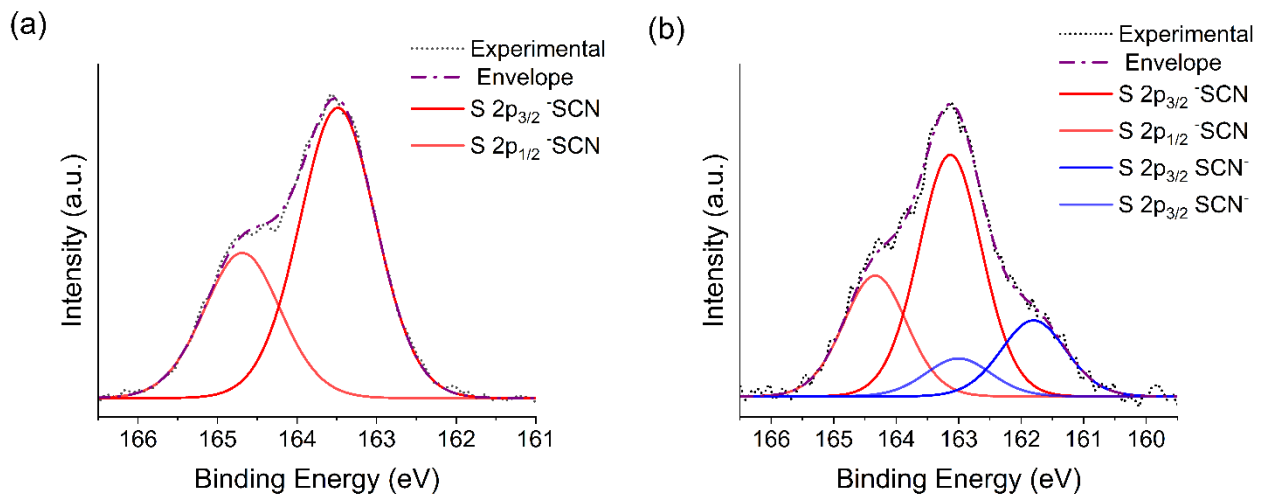 (a)
Experimental
Envelope
S 2p3/2 ⁻SCN
S 2p1/2 ⁻SCN
Intensity (a.u.)
166 165 164 163 162 161
Binding Energy (eV)
(b)
Experimental
Envelope
S 2p3/2 ⁻SCN
S 2p1/2 ⁻SCN
S 2p3/2 SCN⁻
S 2p3/2 SCN⁻
Intensity (a.u.)
166 165 164 163 162 161 160
Binding Energy (eV)